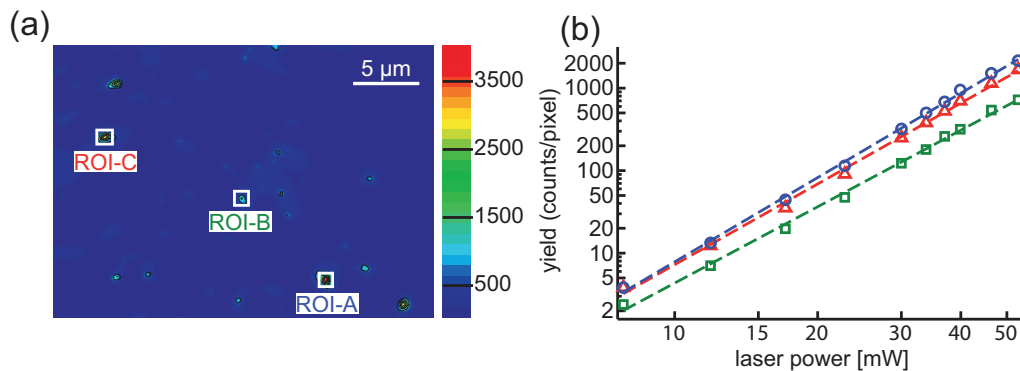 (a)
5 µm
ROI-C
ROI-B
ROI-A
3500
2500
1500
500
(b)
yield (counts/pixel)
2000
1000
500
200
100
50
20
10
5
2
10 15 20 30 40 50
laser power [mW]